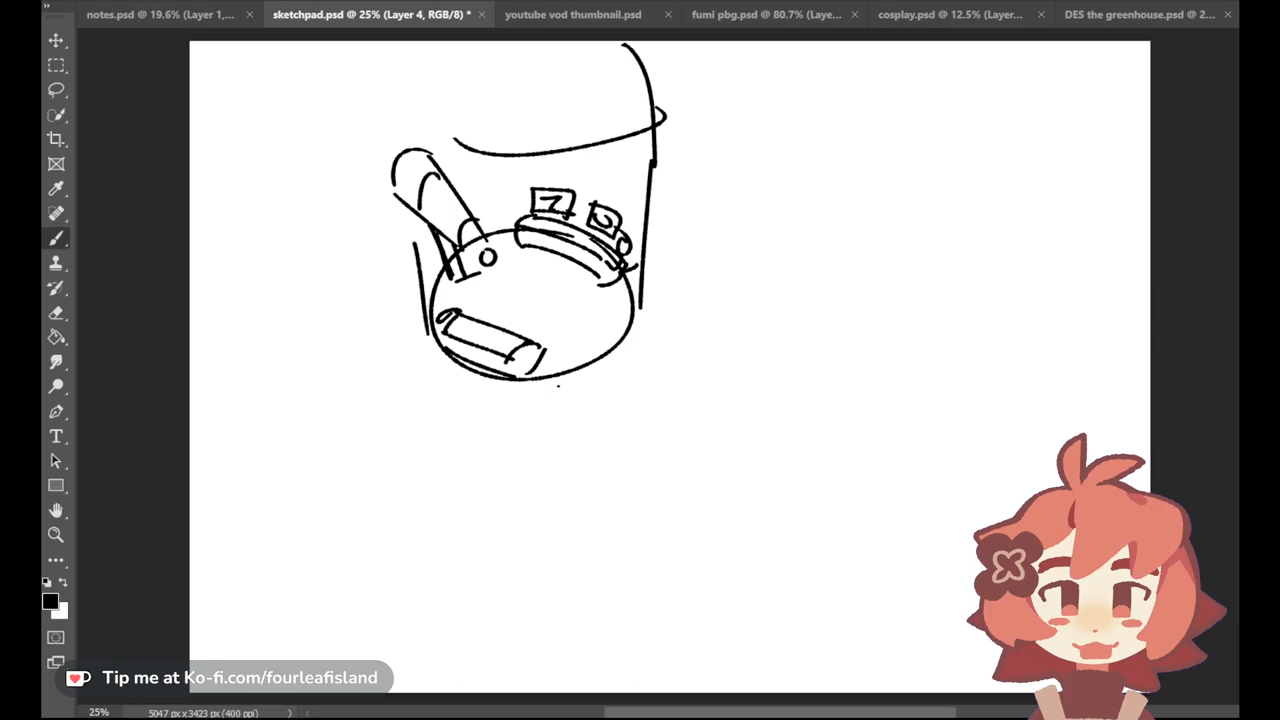 notes.psd @ 19.6% (Layer 1,...
sketchpad.psd @ 25% (Layer 4, RGB/8) *
youtube vod thumbnail.psd
fumi pbg.psd @ 80.7% (Laye...
cosplay.psd @ 12.5% (Layer...
DES the greenhouse.psd @ 2...
Tip me at Ko-fi.com/fourleafisland
25%
5047 px x 3423 px (400 ppi)